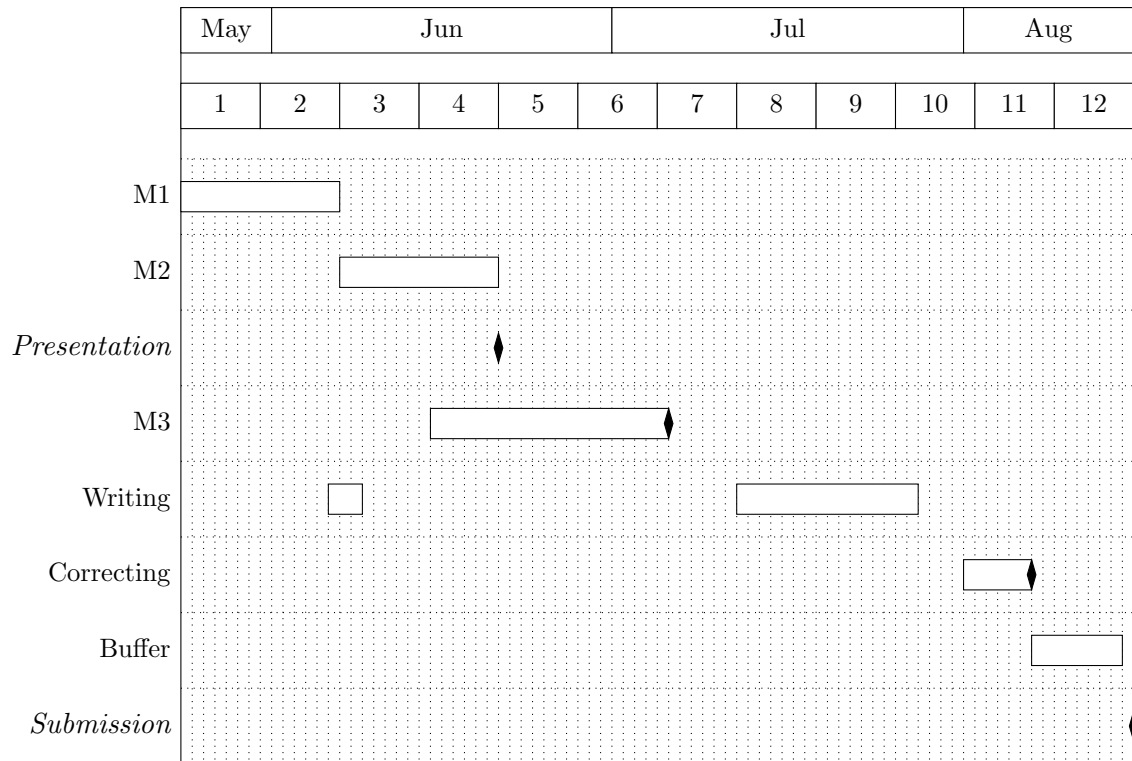 May Jun Jul Aug
1 2 3 4 5 6 7 8 9 10 11 12
M1
M2
Presentation
M3
Writing
Correcting
Buffer
Submission